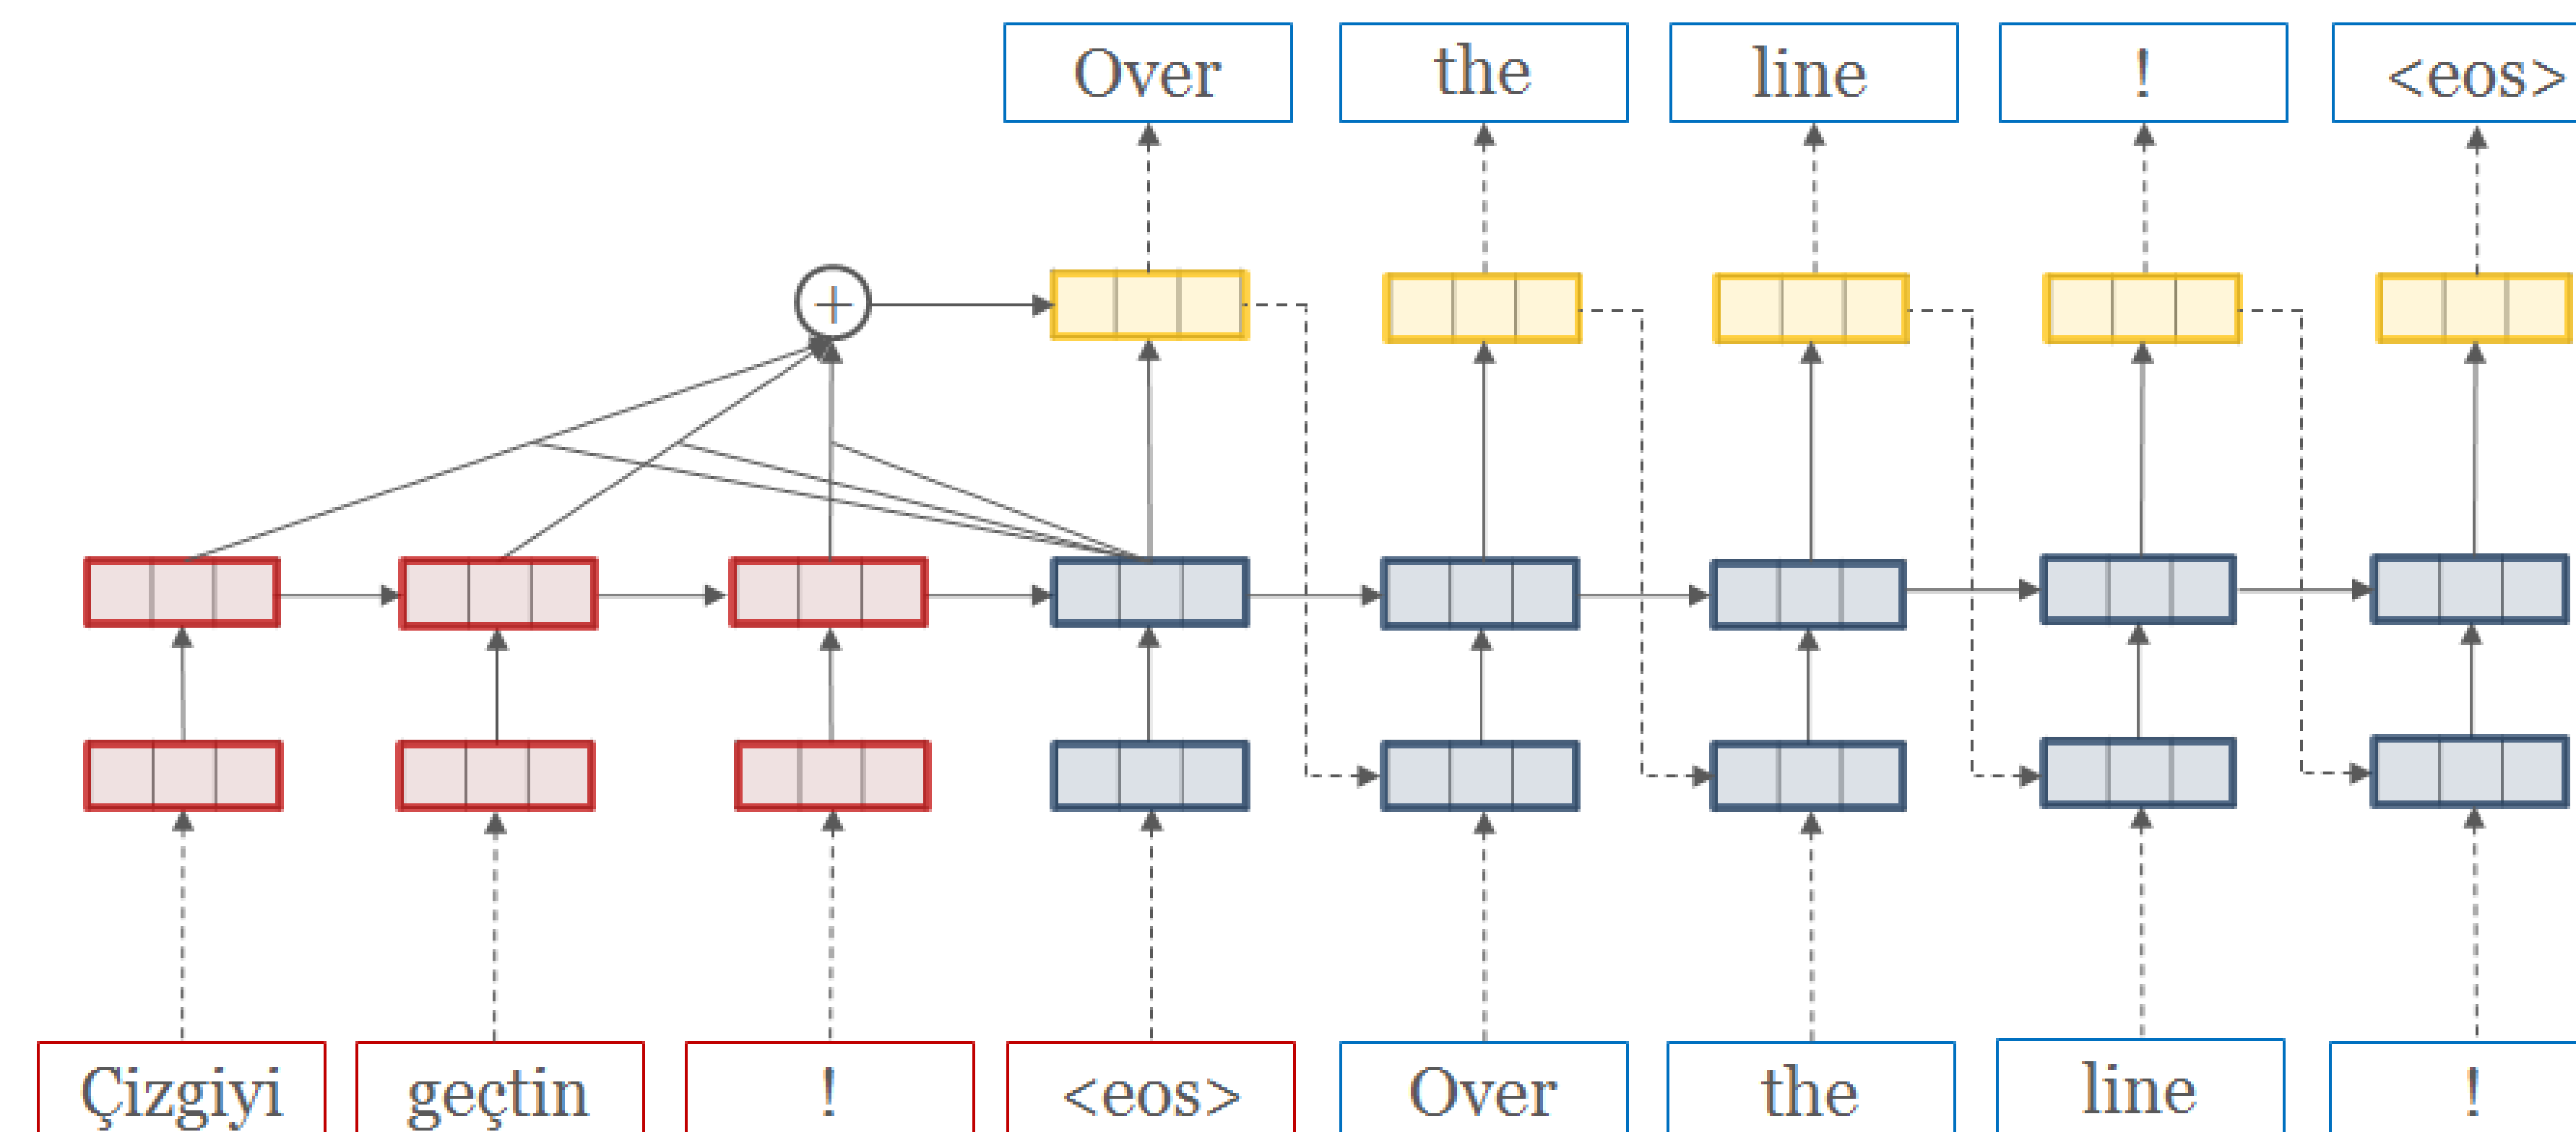 Over the line ! <eos>
+
Çizgiyi geçtin ! <eos> Over the line !